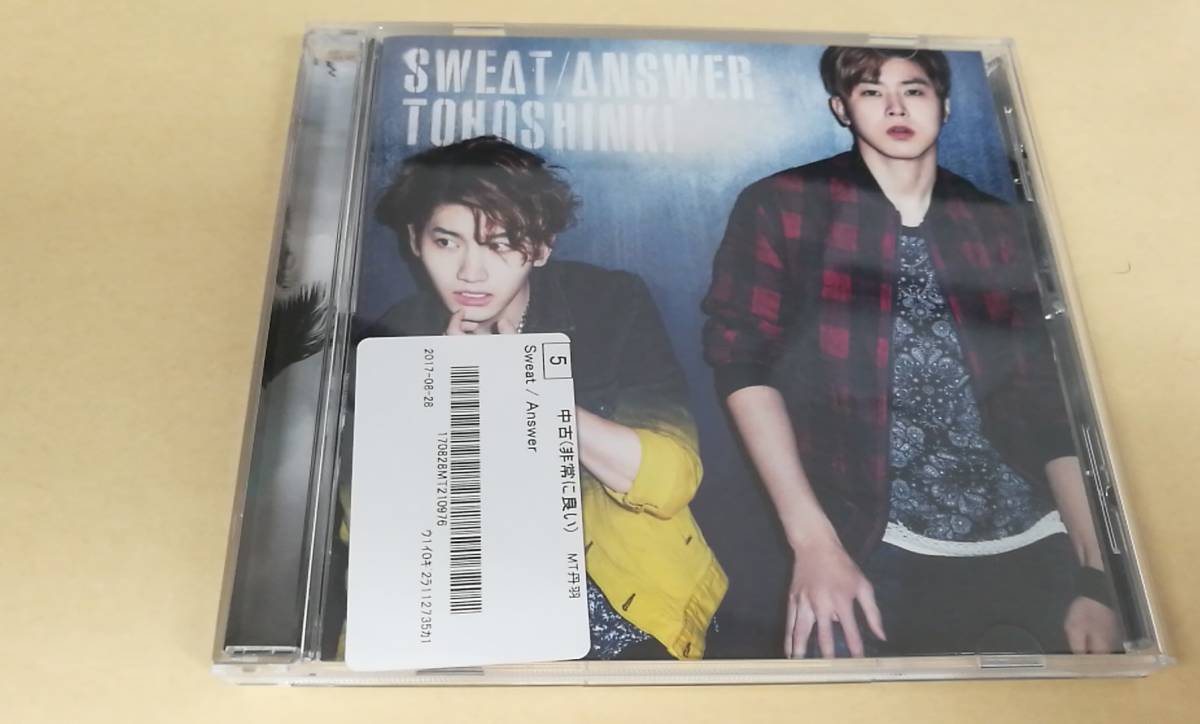 SWEAT/ANSWER
TOHOSHINKI
5
中古(非常に良い) MT丹羽
Sweat / Answer
170828MT210976
2017-08-28